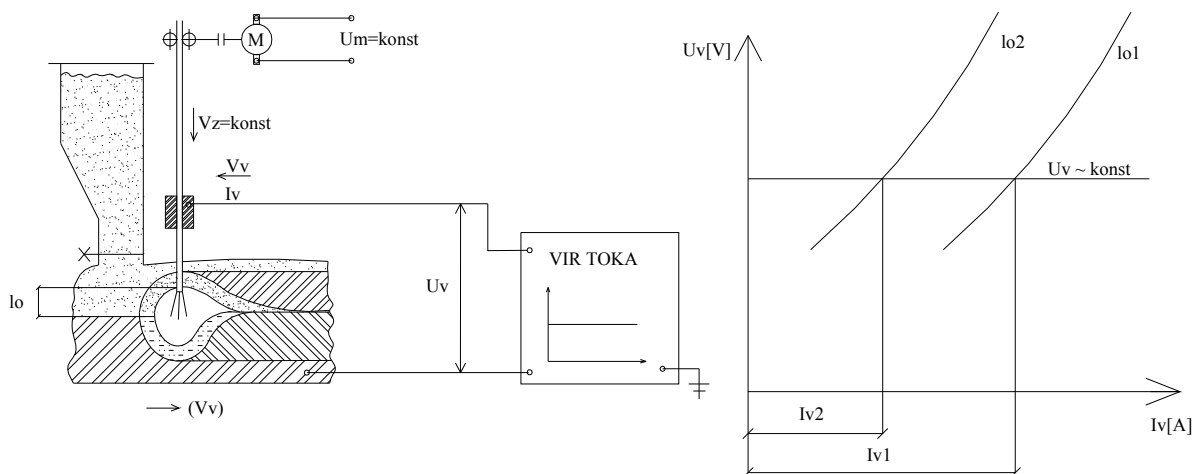 M
Um=konst
Vz=konst
Vv
Iv
VIR TOKA
Uv
lo
(Vv)
Uv[V]
lo2
lo1
Uv ~ konst
Iv2
Iv1
Iv[A]